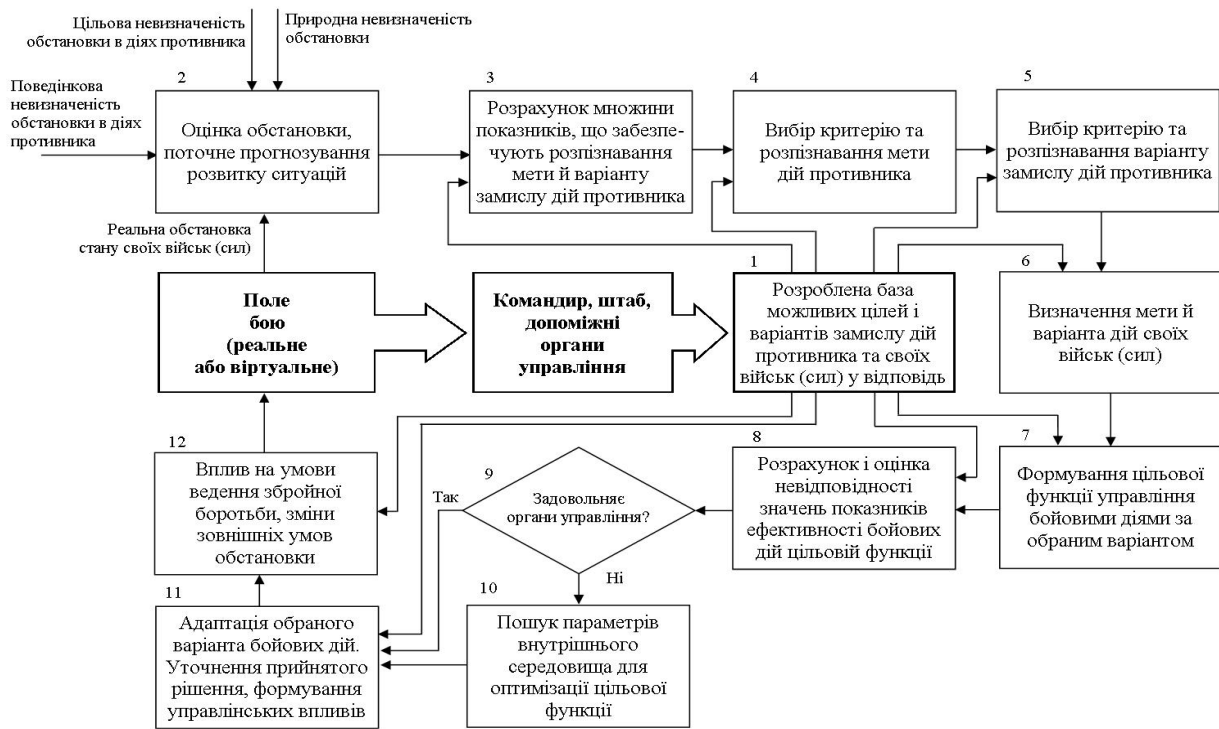 Цільова невизначеність
обстановки в діях противника
Природна невизначеність
обстановки
Поведінкова
невизначеність
обстановки в діях
противника
2
Оцінка обстановки,
поточне прогнозування
розвитку ситуацій
3
Розрахунок множини
показників, що забезпе-
чують розпізнавання
мети й варіанту
замислу дій противника
4
Вибір критерію та
розпізнавання мети
дій противника
5
Вибір критерію та
розпізнавання варіанту
замислу дій противника
Реальна обстановка
стану своїх військ (сил)
Поле
бою
(реальне
або віртуальне)
Командир, штаб,
допоміжні
органи
управління
1
Розроблена база
можливих цілей і
варіантів замислу дій
противника та своїх
військ (сил) у відповідь
6
Визначення мети й
варіанта дій своїх
військ (сил)
12
Вплив на умови
ведення збройної
боротьби, зміни
зовнішніх умов
обстановки
Так
9
Задовольняє
органи управління?
Ні
8
Розрахунок і оцінка
невідповідності
значень показників
ефективності бойових
дій цільовій функції
7
Формування цільової
функції управління
бойовими діями за
обраним варіантом
11
Адаптація обраного
варіанта бойових дій.
Уточнення прийнятого
рішення, формування
управлінських впливів
10
Пошук параметрів
внутрішнього
середовища для
оптимізації цільової
функції